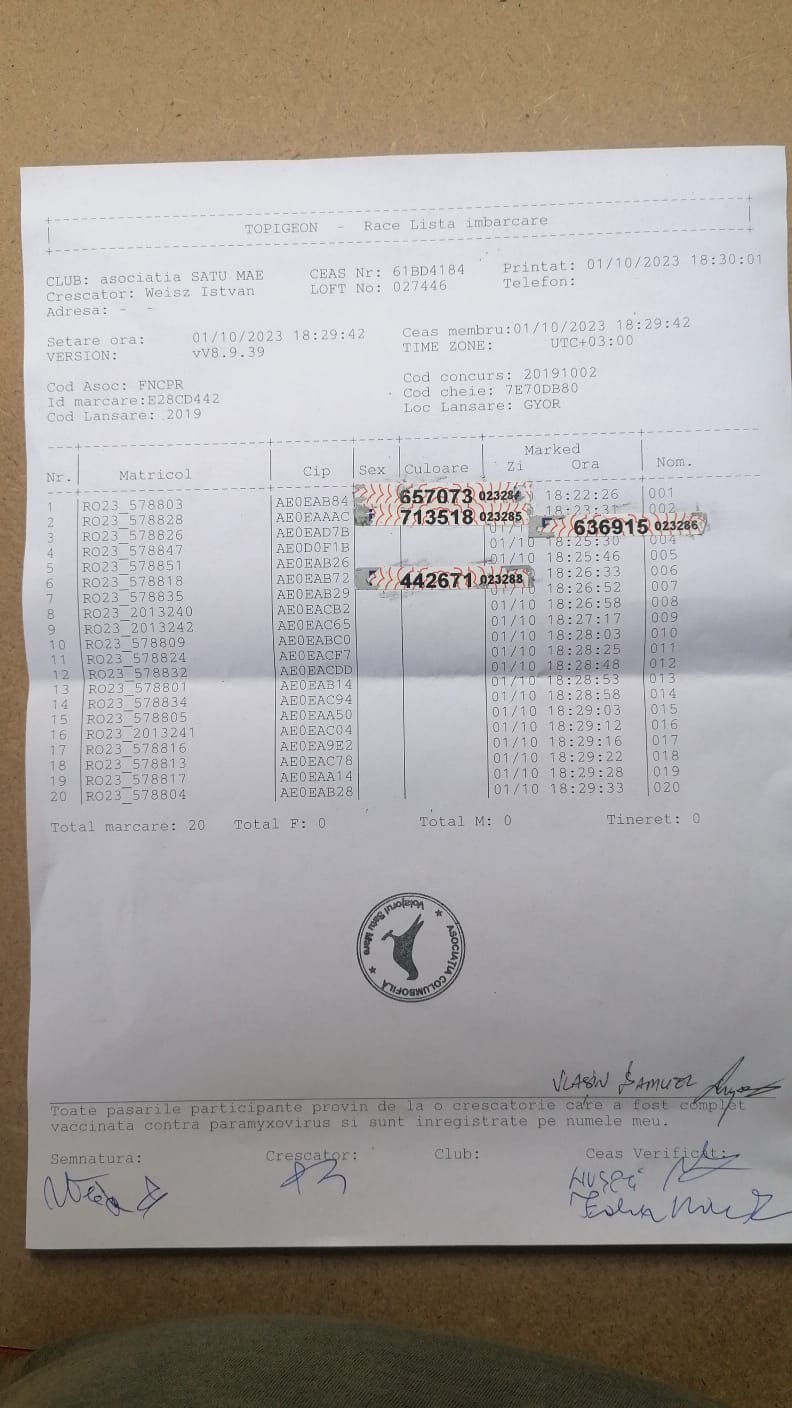 TOPIGEON - Race Lista imbarcare
CLUB: asociatia SATU MAE CEAS Nr: 61BD4184 Printat: 01/10/2023 18:30:01
Crescator: Weisz Istvan LOFT No: 027446 Telefon:
Adresa: - -
Setare ora: 01/10/2023 18:29:42 Ceas membru:01/10/2023 18:29:42
VERSION: vV8.9.39 TIME ZONE: UTC+03:00
Cod Asoc: FNCPR Cod concurs: 20191002
Id marcare:E28CD442 Cod cheie: 7E70DB80
Cod Lansare: 2019 Loc Lansare: GYOR
Marked
Nr. Matricol Cip Sex Culoare Zi Ora Nom.
1 RO23_578803 AE0EAB84 657073 02328 18:22:26 001
2 RO23_578828 AE0EAAAC 713518 023285 18:23:31 002
3 RO23_578826 AE0EAD7B 636915 023286
4 RO23_578847 AE0D0F1B 01/10 18:25:30 004
5 RO23_578851 AE0EAB26 01/10 18:25:46 005
6 RO23_578818 AE0EAB72 442671 023288 18:26:33 006
7 RO23_578835 AE0EAB29 01/10 18:26:52 007
8 RO23_2013240 AE0EACB2 01/10 18:26:58 008
9 RO23_2013242 AE0EAC65 01/10 18:27:17 009
10 RO23_578809 AE0EABC0 01/10 18:28:03 010
11 RO23_578824 AE0EACF7 01/10 18:28:25 011
12 RO23_578832 AE0EACDD 01/10 18:28:48 012
13 RO23_578801 AE0EAB14 01/10 18:28:53 013
14 RO23_578834 AE0EAC94 01/10 18:28:58 014
15 RO23_578805 AE0EAA50 01/10 18:29:03 015
16 RO23_2013241 AE0EAC04 01/10 18:29:12 016
17 RO23_578816 AE0EA9E2 01/10 18:29:16 017
18 RO23_578813 AE0EAC78 01/10 18:29:22 018
19 RO23_578817 AE0EAA14 01/10 18:29:28 019
20 RO23_578804 AE0EAB28 01/10 18:29:33 020
Total marcare: 20 Total F: 0 Total M: 0 Tineret: 0
ASOCIAȚIA COLUMBOFILĂ
Voiajorul Satu Mare
VLASIN SAMUEL
Toate pasarile participante provin de la o crescatorie care a fost complet
vaccinata contra paramyxovirus si sunt inregistrate pe numele meu.
Semnatura: Crescator: Club: Ceas Verificat: